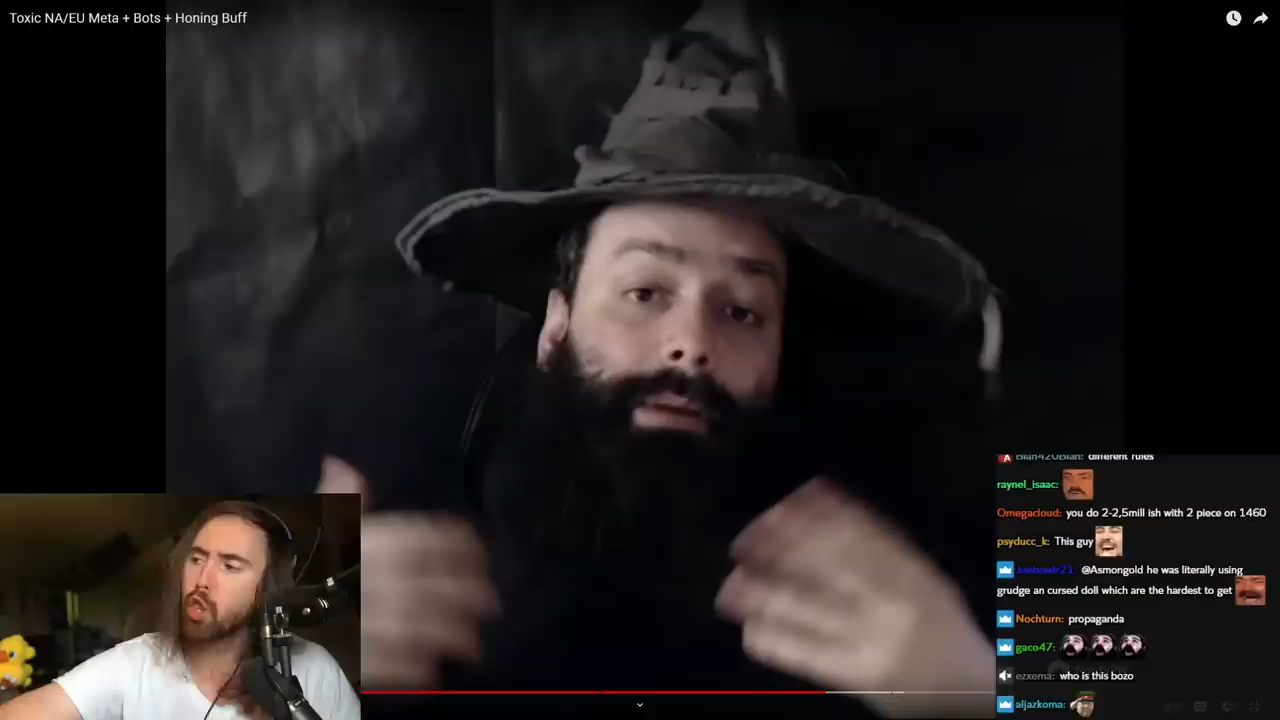 Toxic NA/EU Meta + Bots + Honing Buff
Blah420Blah: different rules
raynel_isaac:
Omegacloud: you do 2-2,5mill ish with 2 piece on 1460
psyducc_k: This guy
@Asmongold he was literally using
grudge an cursed doll which are the hardest to get
Nochturn: propaganda
gaco47:
ezxema: who is this bozo
aljazkoma: